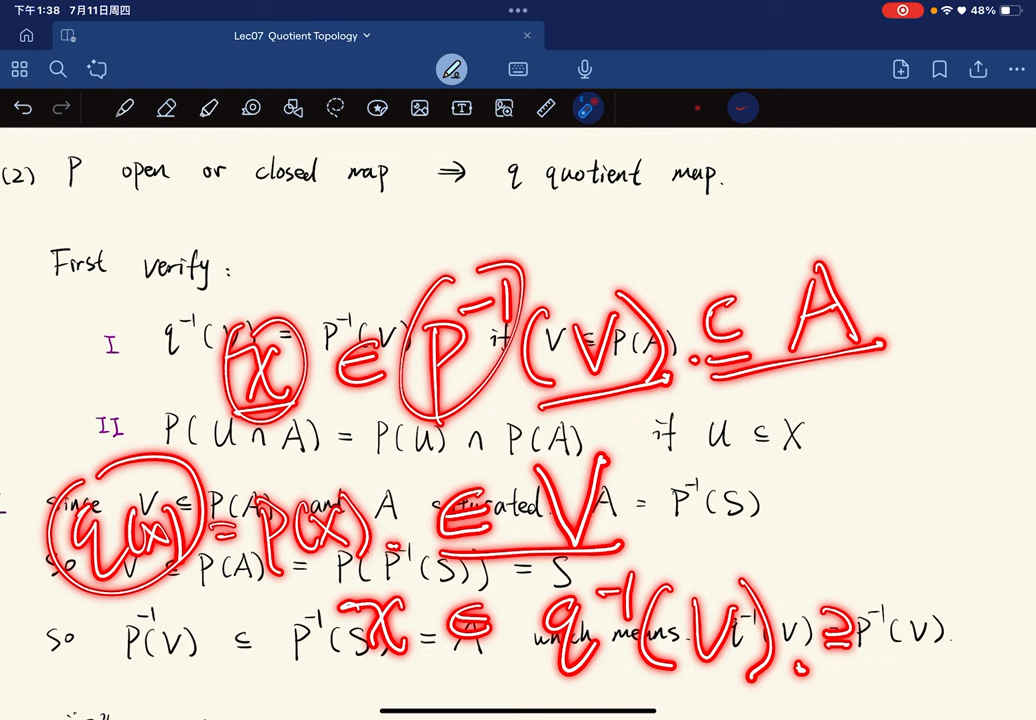 下午1:38 7月11日周四
48%
Lec07 Quotient Topology
(2) P open or closed map ⇒ q quotient map.
First verify:
I q⁻¹(V) = P⁻¹(V) if V ⊆ P(A)
x ∈ P⁻¹(V) ⊆ A
II P(U ∩ A) = P(U) ∩ P(A) if U ⊆ X
since V ⊆ P(A) and A saturated. A = P⁻¹(S)
q(x) = p(x) ∈ V
so V ⊆ P(A) = P(P⁻¹(S)) = S
x ∈ q⁻¹(V).
so P⁻¹(V) ⊆ P⁻¹(S) = A which means q⁻¹(V) ⊇ P⁻¹(V).